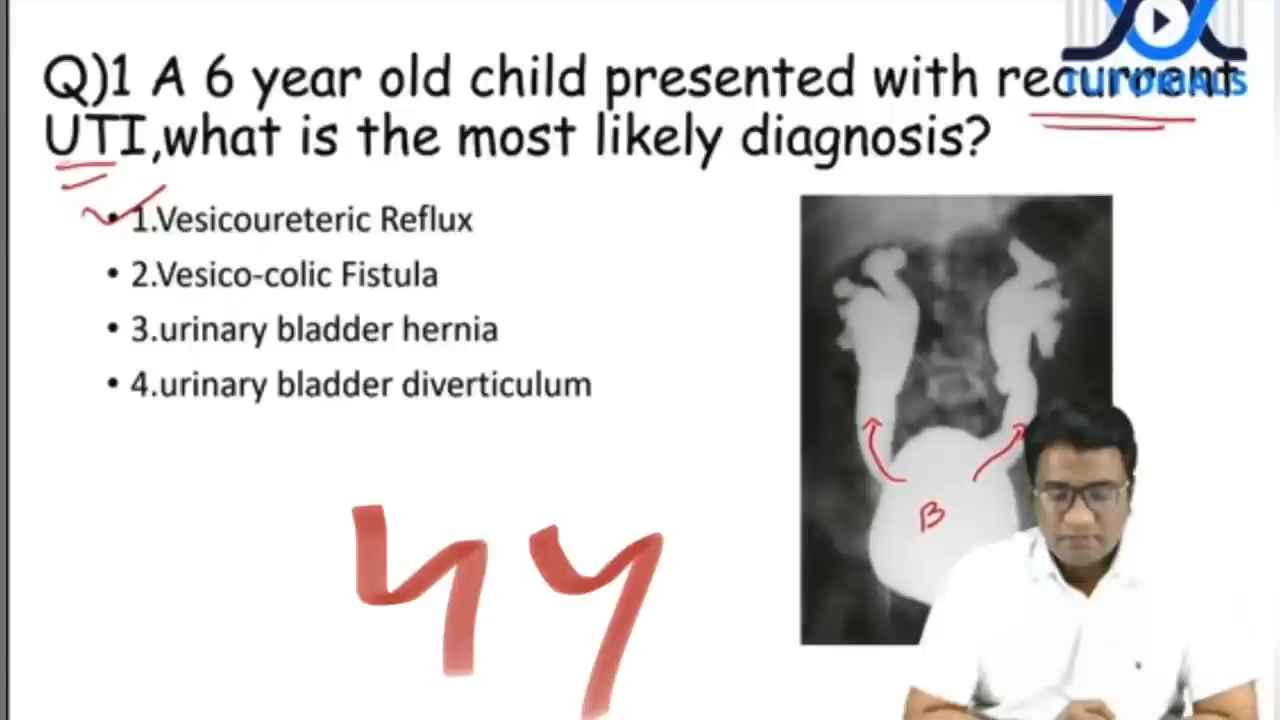 Q)1 A 6 year old child presented with recurrent
UTI,what is the most likely diagnosis?
TUTORIALS
• 1.Vesicoureteric Reflux
• 2.Vesico-colic Fistula
• 3.urinary bladder hernia
• 4.urinary bladder diverticulum
B